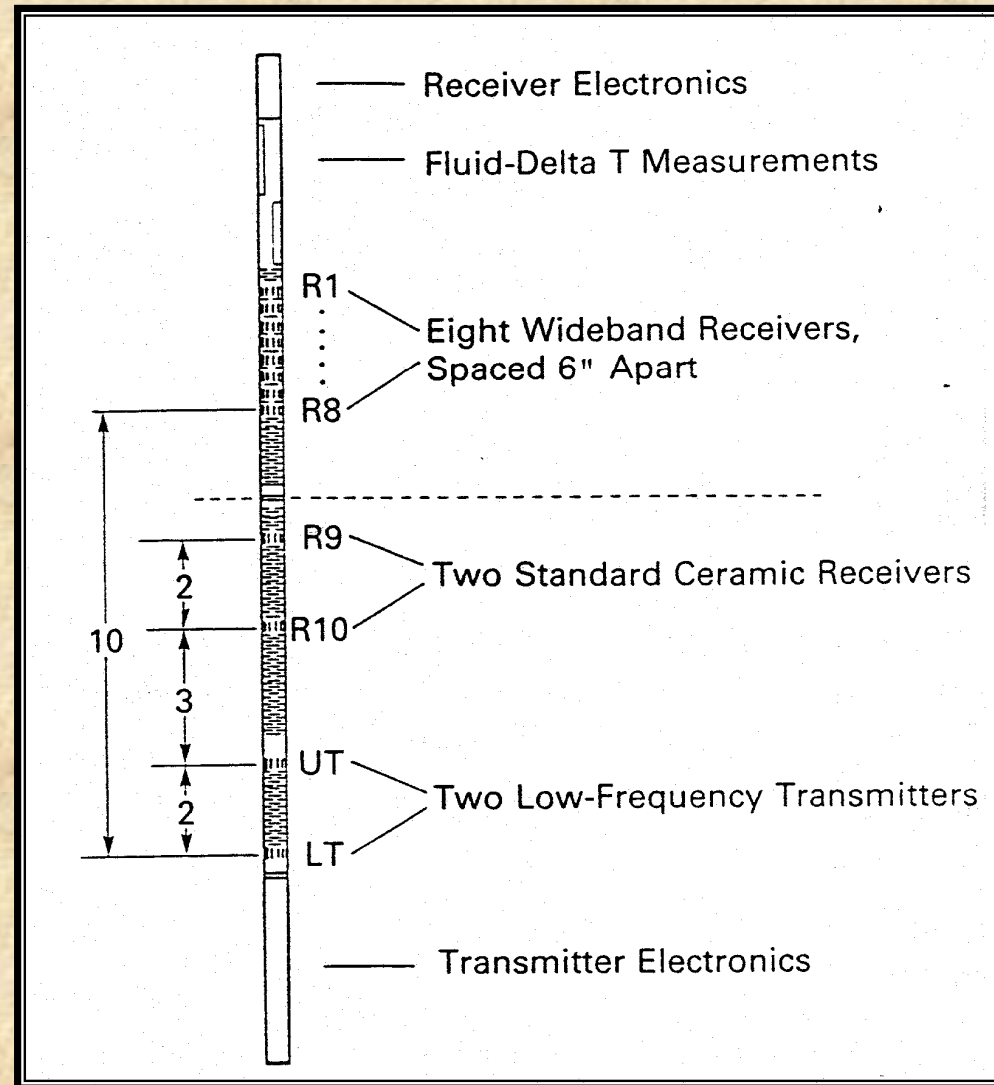 Receiver Electronics
Fluid-Delta T Measurements
R1
Eight Wideband Receivers,
Spaced 6" Apart
R8
R9
2
Two Standard Ceramic Receivers
R10
10
3
UT
Two Low-Frequency Transmitters
2
LT
Transmitter Electronics